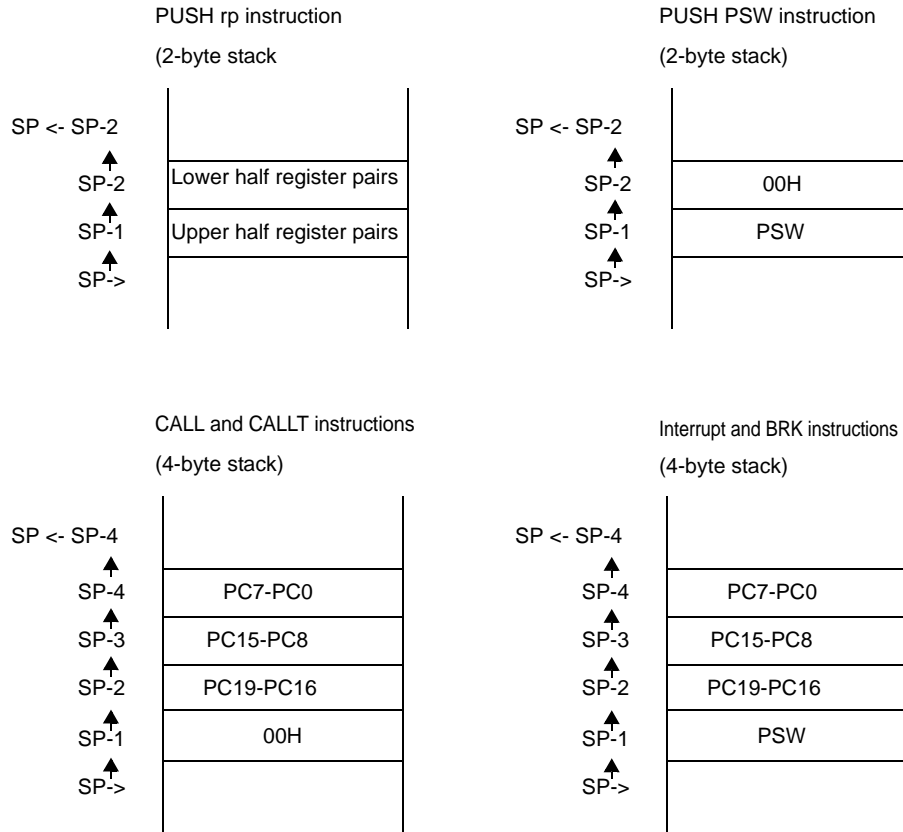 PUSH rp instruction
(2-byte stack
SP <- SP-2
SP-2
Lower half register pairs
SP-1
Upper half register pairs
SP->
PUSH PSW instruction
(2-byte stack)
SP <- SP-2
SP-2
00H
SP-1
PSW
SP->
CALL and CALLT instructions
(4-byte stack)
SP <- SP-4
SP-4
PC7-PC0
SP-3
PC15-PC8
SP-2
PC19-PC16
SP-1
00H
SP->
Interrupt and BRK instructions
(4-byte stack)
SP <- SP-4
SP-4
PC7-PC0
SP-3
PC15-PC8
SP-2
PC19-PC16
SP-1
PSW
SP->